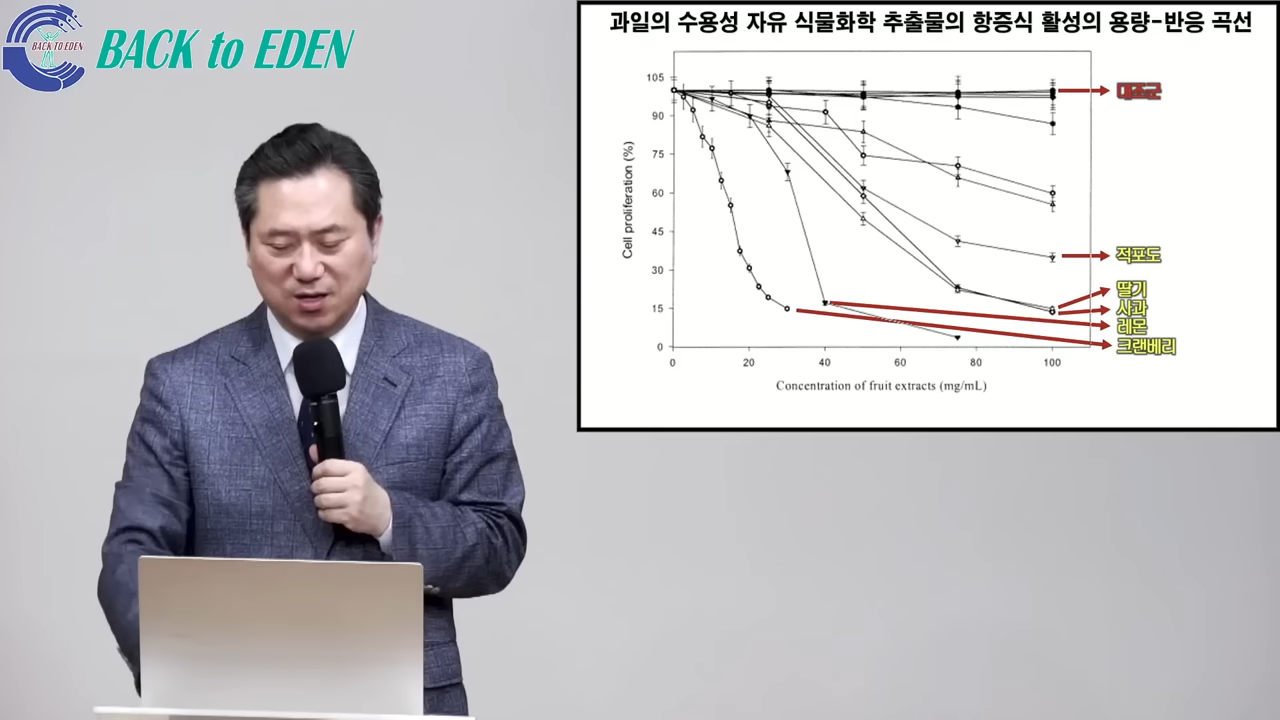 BACK TO EDEN
BACK to EDEN
과일의 수용성 자유 식물화학 추출물의 항증식 활성의 용량-반응 곡선
105
90
75
60
45
30
15
0
Cell proliferation (%)
0 20 40 60 80 100
Concentration of fruit extracts (mg/mL)
대조군
적포도
딸기
사과
레몬
크랜베리